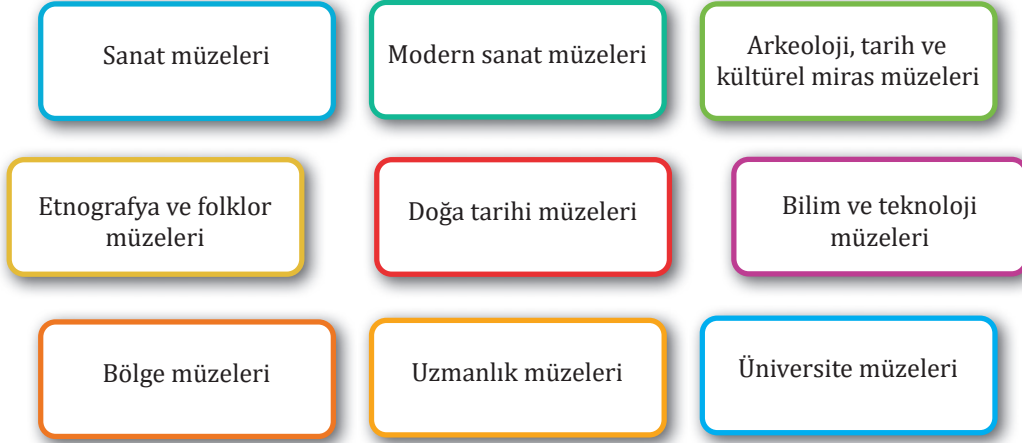 Sanat müzeleri
Modern sanat müzeleri
Arkeoloji, tarih ve
kültürel miras müzeleri
Etnografya ve folklor
müzeleri
Doğa tarihi müzeleri
Bilim ve teknoloji
müzeleri
Bölge müzeleri
Uzmanlık müzeleri
Üniversite müzeleri